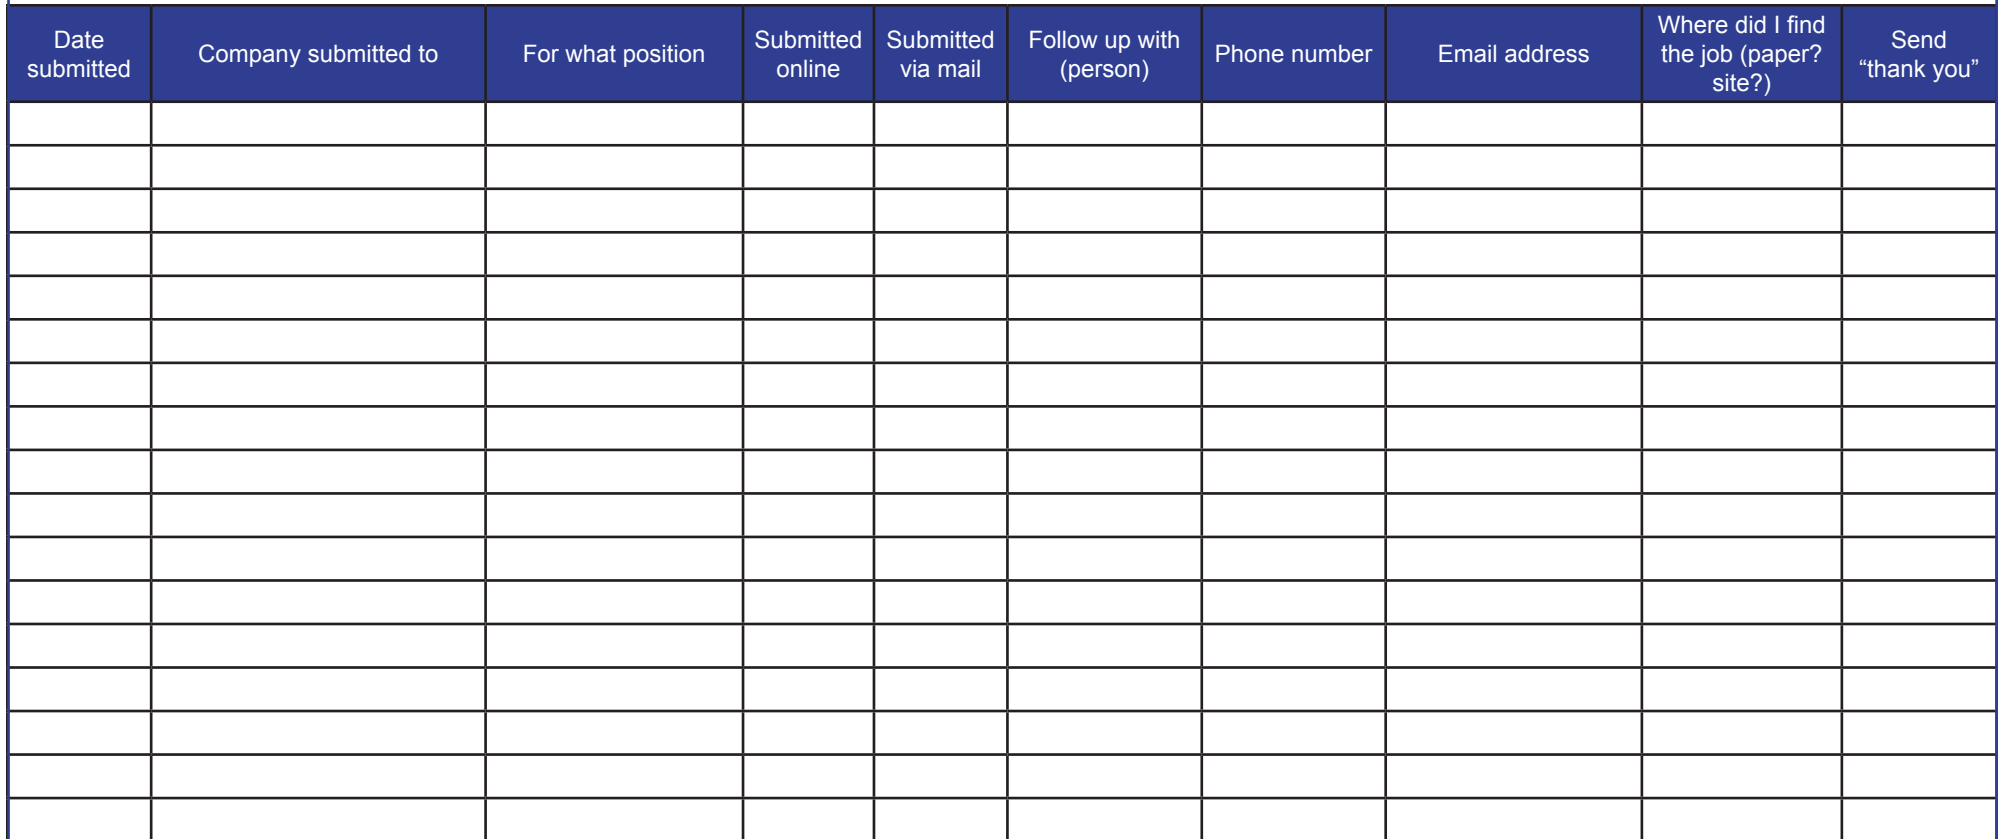 Date
submitted
Company submitted to
For what position
Submitted
online
Submitted
via mail
Follow up with
(person)
Phone number
Email address
Where did I find
the job (paper?
site?)
Send
“thank you”